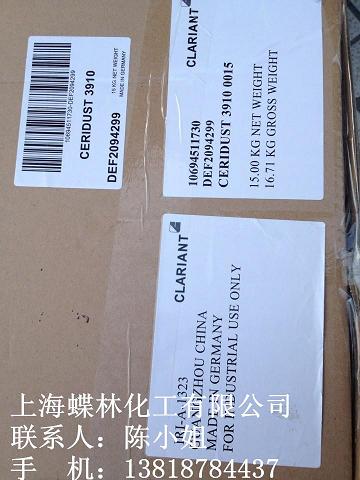 10694511730-DEF2094299
CERIDUST 3910
15 KG NET WEIGHT
MADE IN GERMANY
DEF2094299
CLARIANT
10694511730
DEF2094299
CERIDUST 3910 0015
15.00 KG NET WEIGHT
16.71 KG GROSS WEIGHT
CLARIANT
GUANGZHOU CHINA
MADE IN GERMANY
FOR INDUSTRIAL USE ONLY
上海蝶林化工有限公司
联系人：陈小姐
手 机：13818784437